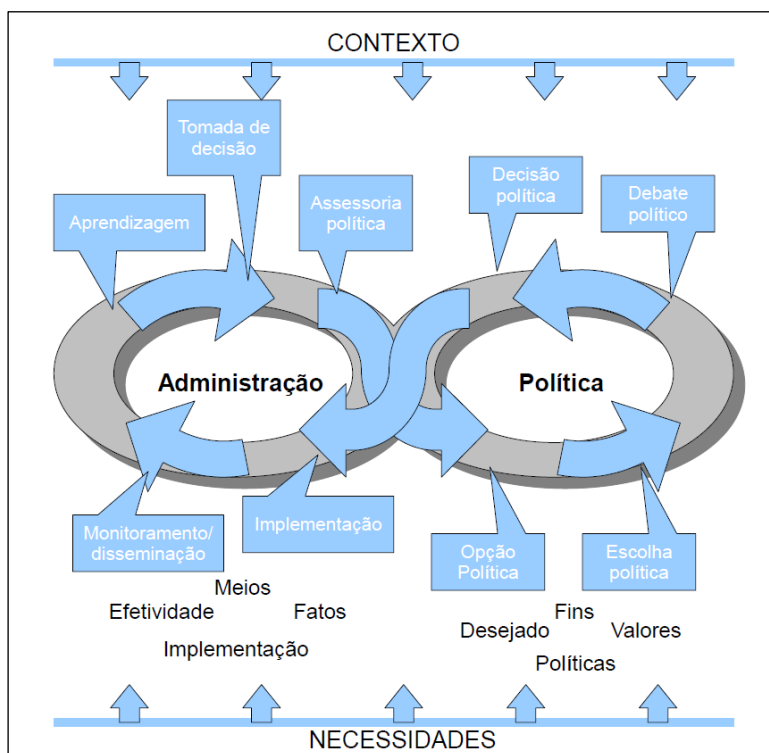 CONTEXTO
Tomada de
decisão
Aprendizagem
Assessoria
política
Decisão
política
Debate
político
Administração
Política
Monitoramento/
disseminação
Implementação
Opção
Política
Escolha
política
Meios
Efetividade
Fatos
Implementação
Fins
Desejado
Valores
Políticas
NECESSIDADES